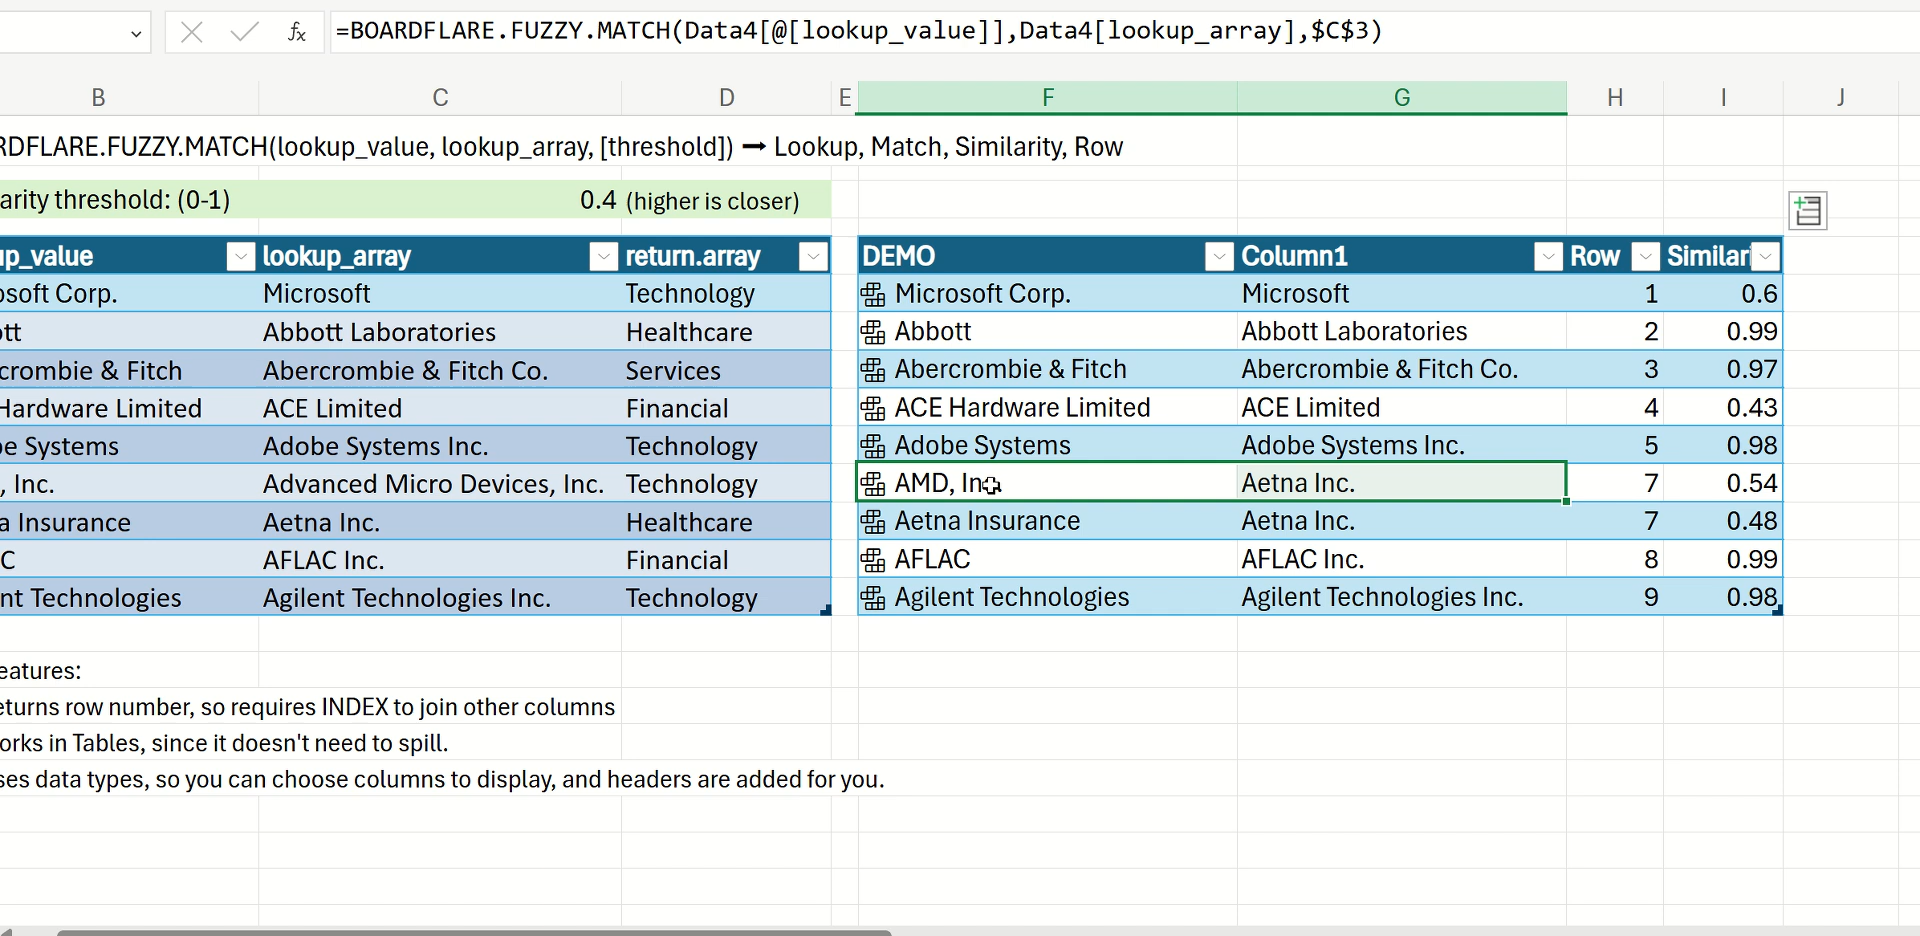 fx =BOARDFLARE.FUZZY.MATCH(Data4[@[lookup_value]],Data4[lookup_array],$C$3)
B C D E F G H I J
RDFLARE.FUZZY.MATCH(lookup_value, lookup_array, [threshold]) ➞ Lookup, Match, Similarity, Row
arity threshold: (0-1) 0.4 (higher is closer)
up_value lookup_array return.array DEMO Column1 Row Similari
osoft Corp. Microsoft Technology Microsoft Corp. Microsoft 1 0.6
ott Abbott Laboratories Healthcare Abbott Abbott Laboratories 2 0.99
crombie & Fitch Abercrombie & Fitch Co. Services Abercrombie & Fitch Abercrombie & Fitch Co. 3 0.97
Hardware Limited ACE Limited Financial ACE Hardware Limited ACE Limited 4 0.43
e Systems Adobe Systems Inc. Technology Adobe Systems Adobe Systems Inc. 5 0.98
, Inc. Advanced Micro Devices, Inc. Technology AMD, Inc. Aetna Inc. 7 0.54
a Insurance Aetna Inc. Healthcare Aetna Insurance Aetna Inc. 7 0.48
C AFLAC Inc. Financial AFLAC AFLAC Inc. 8 0.99
nt Technologies Agilent Technologies Inc. Technology Agilent Technologies Agilent Technologies Inc. 9 0.98
eatures:
eturns row number, so requires INDEX to join other columns
orks in Tables, since it doesn't need to spill.
ses data types, so you can choose columns to display, and headers are added for you.